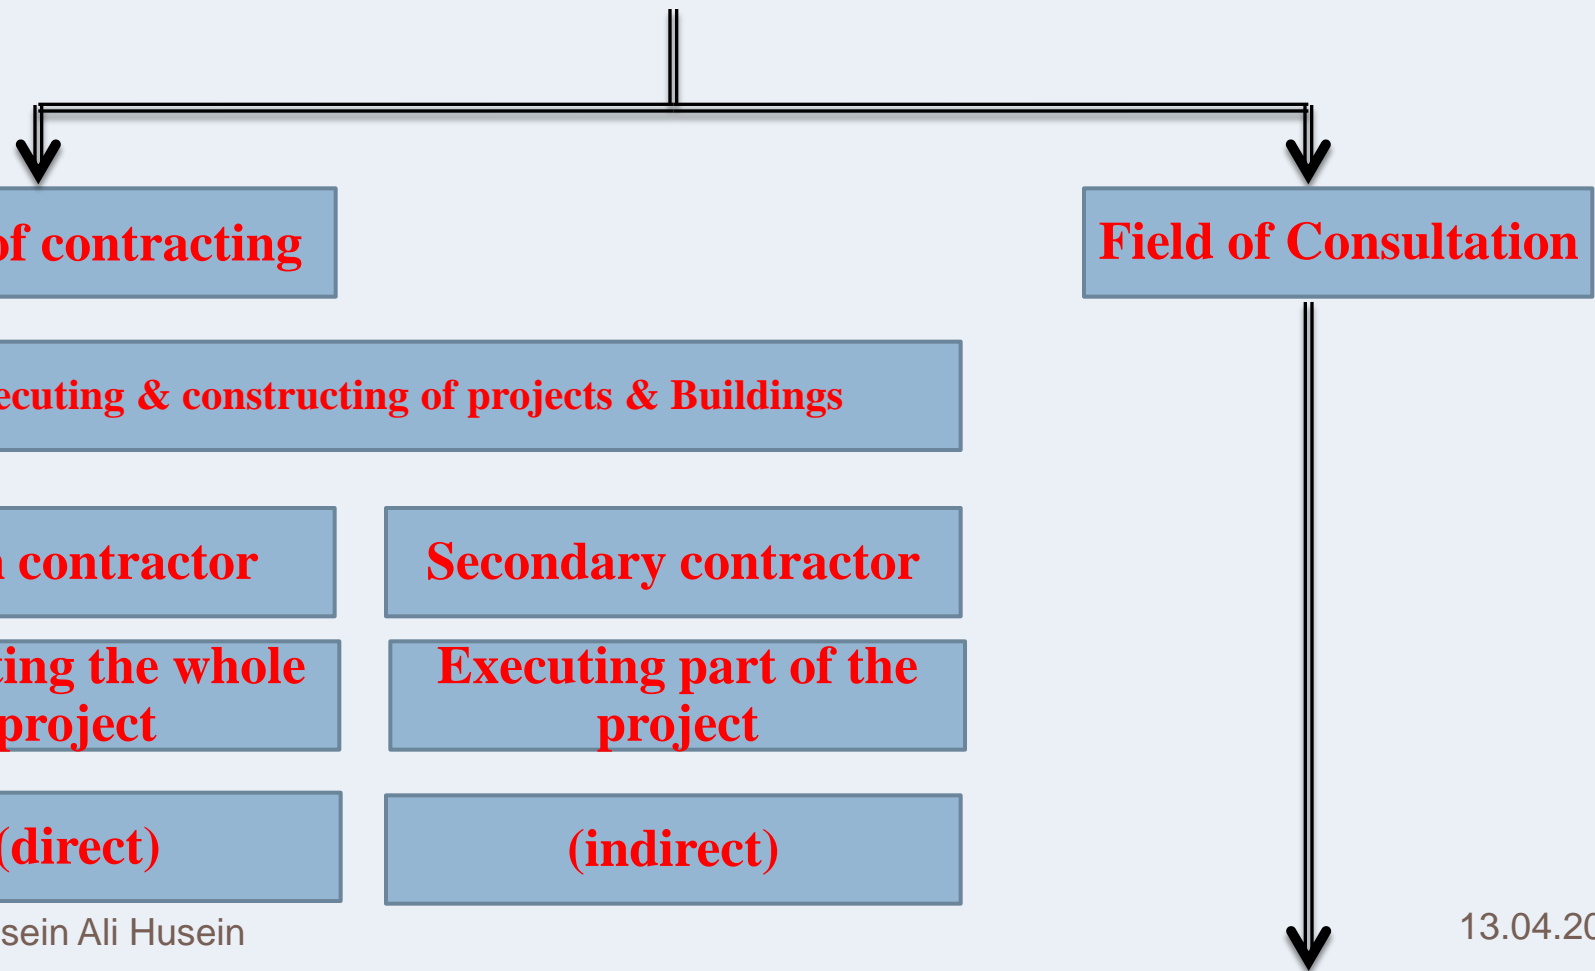 of contracting
Field of Consultation
ecuting & constructing of projects & Buildings
contractor
Secondary contractor
ting the whole
project
Executing part of the
project
(direct)
(indirect)
sein Ali Husein
13.04.20